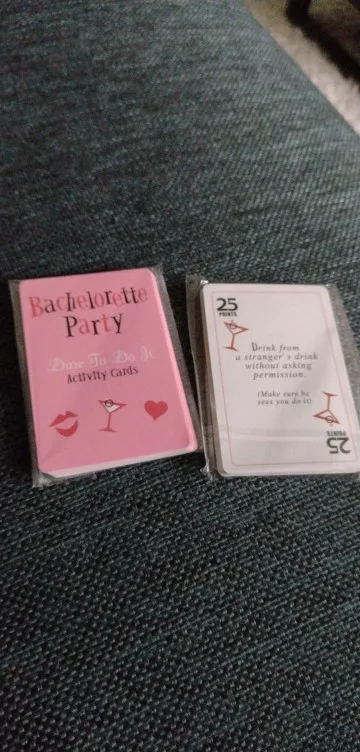 Bachelorette
Party
Dare To Do It
Activity Cards
25
POINTS
Drink from
a stranger's drink
without asking
permission.
(Make sure he
sees you do it)
25
POINTS